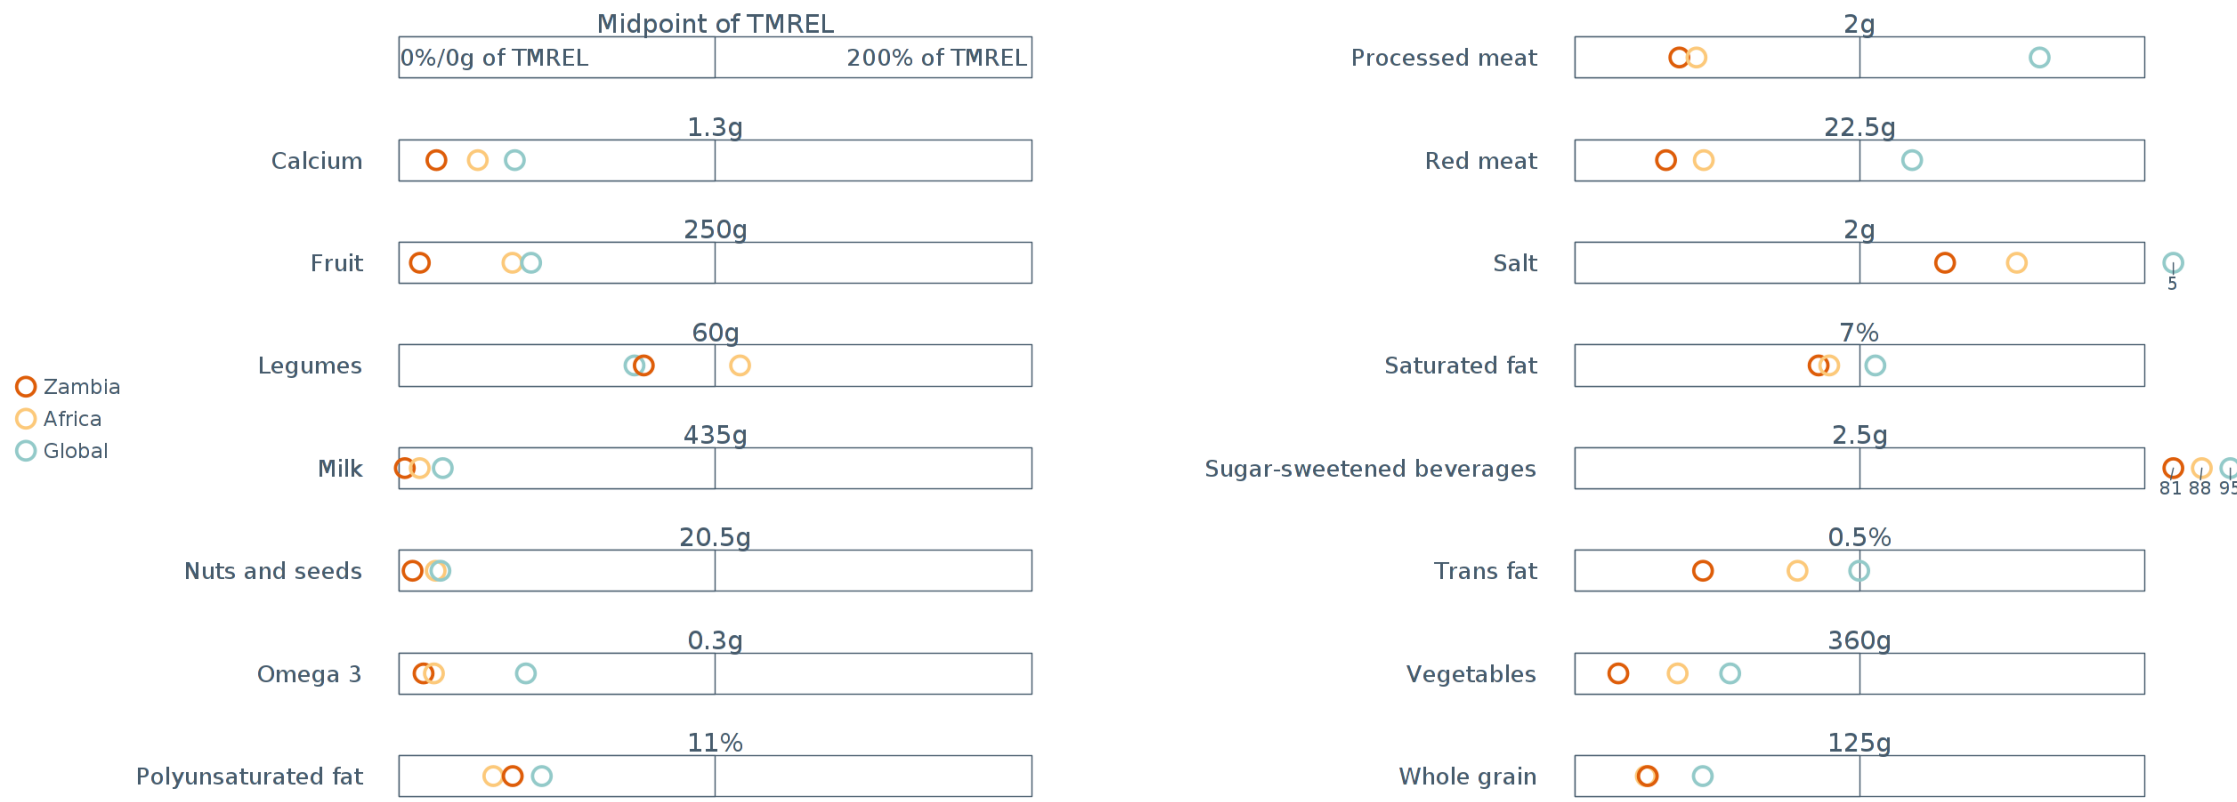 Midpoint of TMREL
0%/0g of TMREL
200% of TMREL
Calcium
1.3g
Fruit
250g
Legumes
60g
Milk
435g
Nuts and seeds
20.5g
Omega 3
0.3g
Polyunsaturated fat
11%
Zambia
Africa
Global
Processed meat
2g
Red meat
22.5g
Salt
2g
5
Saturated fat
7%
Sugar-sweetened beverages
2.5g
81 88 95
Trans fat
0.5%
Vegetables
360g
Whole grain
125g